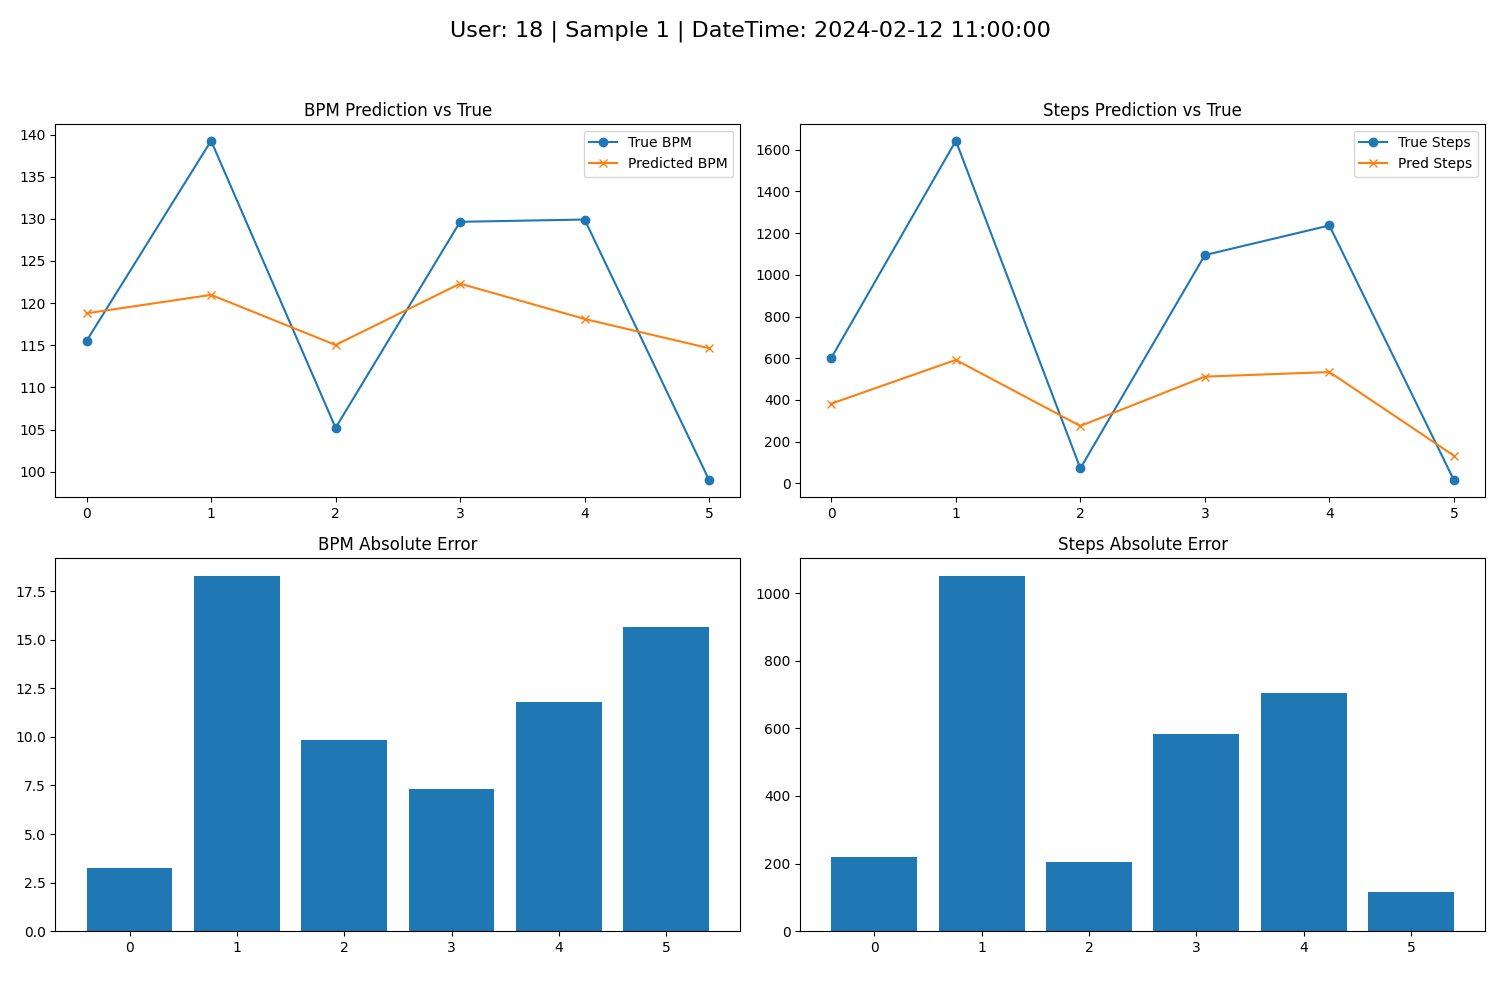 User: 18 | Sample 1 | DateTime: 2024-02-12 11:00:00
BPM Prediction vs True
140
135
130
125
120
115
110
105
100
True BPM
Predicted BPM
0 1 2 3 4 5
Steps Prediction vs True
1600
1400
1200
1000
800
600
400
200
0
True Steps
Pred Steps
0 1 2 3 4 5
BPM Absolute Error
17.5
15.0
12.5
10.0
7.5
5.0
2.5
0.0
0 1 2 3 4 5
Steps Absolute Error
1000
800
600
400
200
0
0 1 2 3 4 5